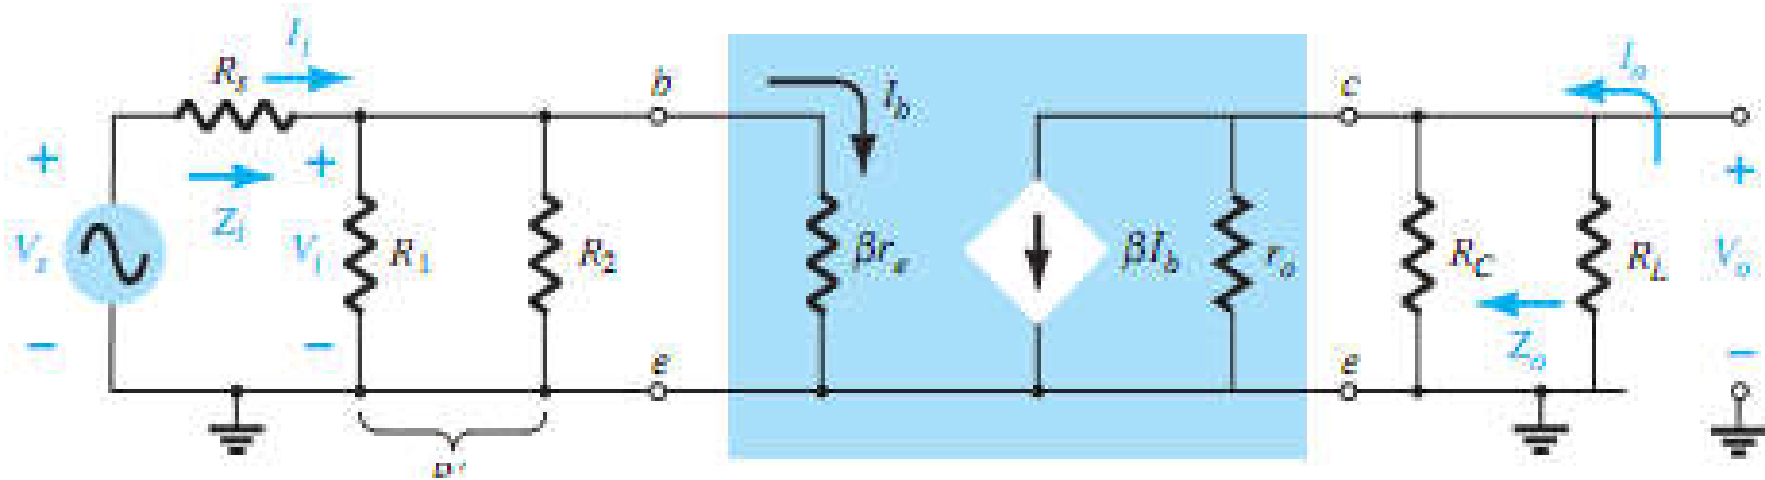 I_i
R_s
b
I_b
c
I_o
+
+
+
Z_i
V_s
V_i
R_1
R_2
βr_e
βI_b
r_o
R_C
R_L
V_o
−
−
Z_o
−
e
e